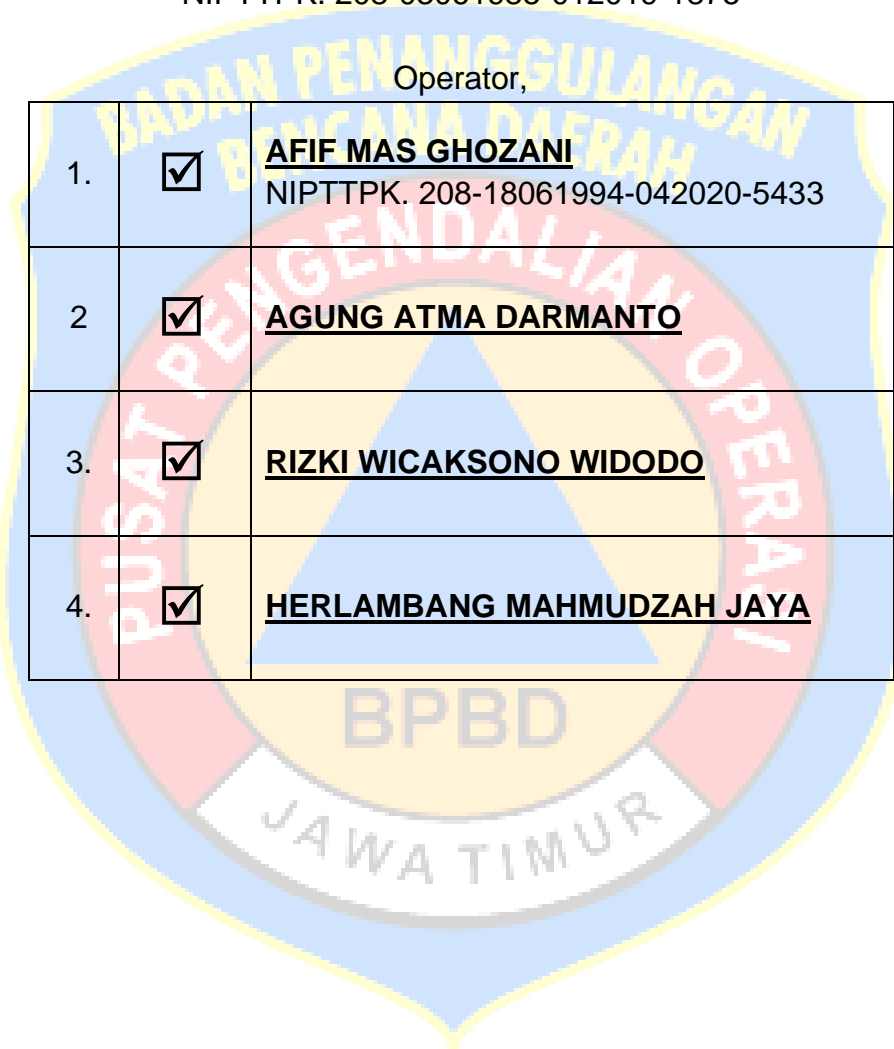 Operator,
1. ☑ AFIF MAS GHOZANI
NIPTTPK. 208-18061994-042020-5433
2 ☑ AGUNG ATMA DARMANTO
3. ☑ RIZKI WICAKSONO WIDODO
4. ☑ HERLAMBANG MAHMUDZAH JAYA
BADAN PENANGGULANGAN
BENCANA DAERAH
PUSAT PENGENDALIAN OPERASI
BPBD
JAWA TIMUR